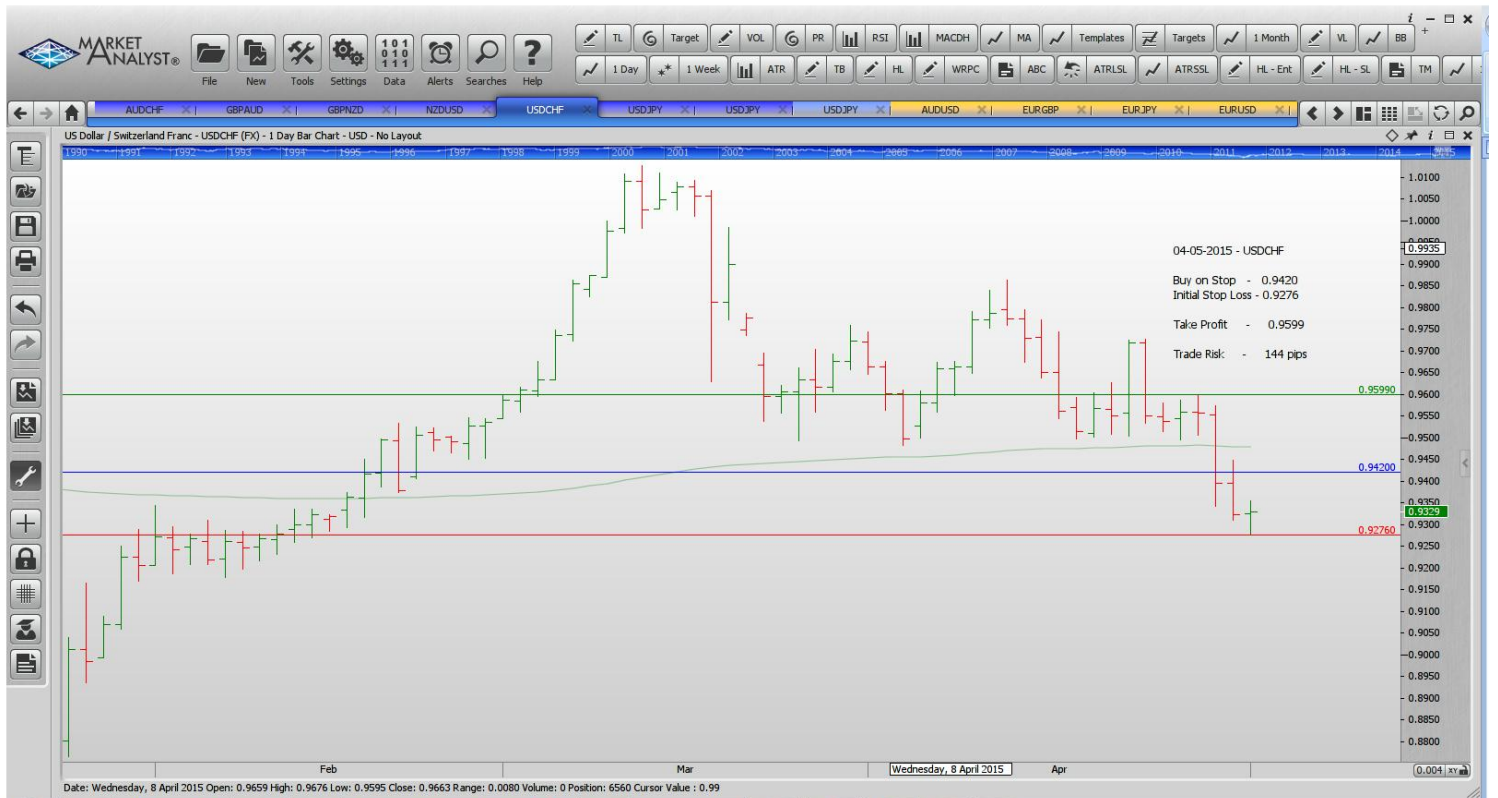 MARKET
ANALYST®
File New Tools Settings Data Alerts Searches Help
TL Target VOL PR RSI MACDH MA Templates Targets 1 Month VL BB
1 Day 1 Week ATR TB HL WRPC ABC ATRLSL ATRSSL HL - Ent HL - SL TM
AUDCHF GBPAUD GBPNZD NZDUSD USDCHF USDJPY USDJPY USDJPY AUDUSD EURGBP EURJPY EURUSD
US Dollar / Switzerland Franc - USDCHF (FX) - 1 Day Bar Chart - USD - No Layout
1990 1991 1992 1993 1994 1995 1996 1997 1998 1999 2000 2001 2002 2003 2004 2005 2006 2007 2008 2009 2010 2011 2012 2013 2014 2015
1.0100
1.0050
1.0000
0.9950
0.9935
0.9900
0.9850
0.9800
0.9750
0.9700
0.9650
0.9600
0.9550
0.9500
0.9450
0.9400
0.9350
0.9329
0.9300
0.9250
0.9200
0.9150
0.9100
0.9050
0.9000
0.8950
0.8900
0.8850
0.8800
04-05-2015 - USDCHF
Buy on Stop - 0.9420
Initial Stop Loss - 0.9276
Take Profit - 0.9599
Trade Risk - 144 pips
0.95990
0.94200
0.92760
Feb Mar Wednesday, 8 April 2015 Apr
0.004 XY
Date: Wednesday, 8 April 2015 Open: 0.9659 High: 0.9676 Low: 0.9595 Close: 0.9663 Range: 0.0080 Volume: 0 Position: 6560 Cursor Value : 0.99